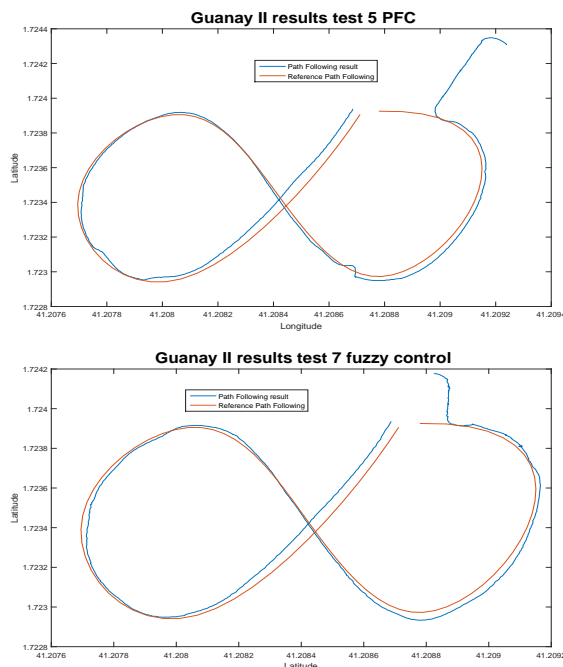 Guanay II results test 5 PFC
1.7244
1.7242
1.724
1.7238
1.7236
1.7234
1.7232
1.723
1.7228
Latitude
Path Following result
Reference Path Following
41.2076 41.2078 41.208 41.2082 41.2084 41.2086 41.2088 41.209 41.2092 41.2094
Longitude
Guanay II results test 7 fuzzy control
1.7242
1.724
1.7238
1.7236
1.7234
1.7232
1.723
1.7228
Latitude
Path Following result
Reference Path Following
41.2076 41.2078 41.208 41.2082 41.2084 41.2086 41.2088 41.209 41.2092
Latitude